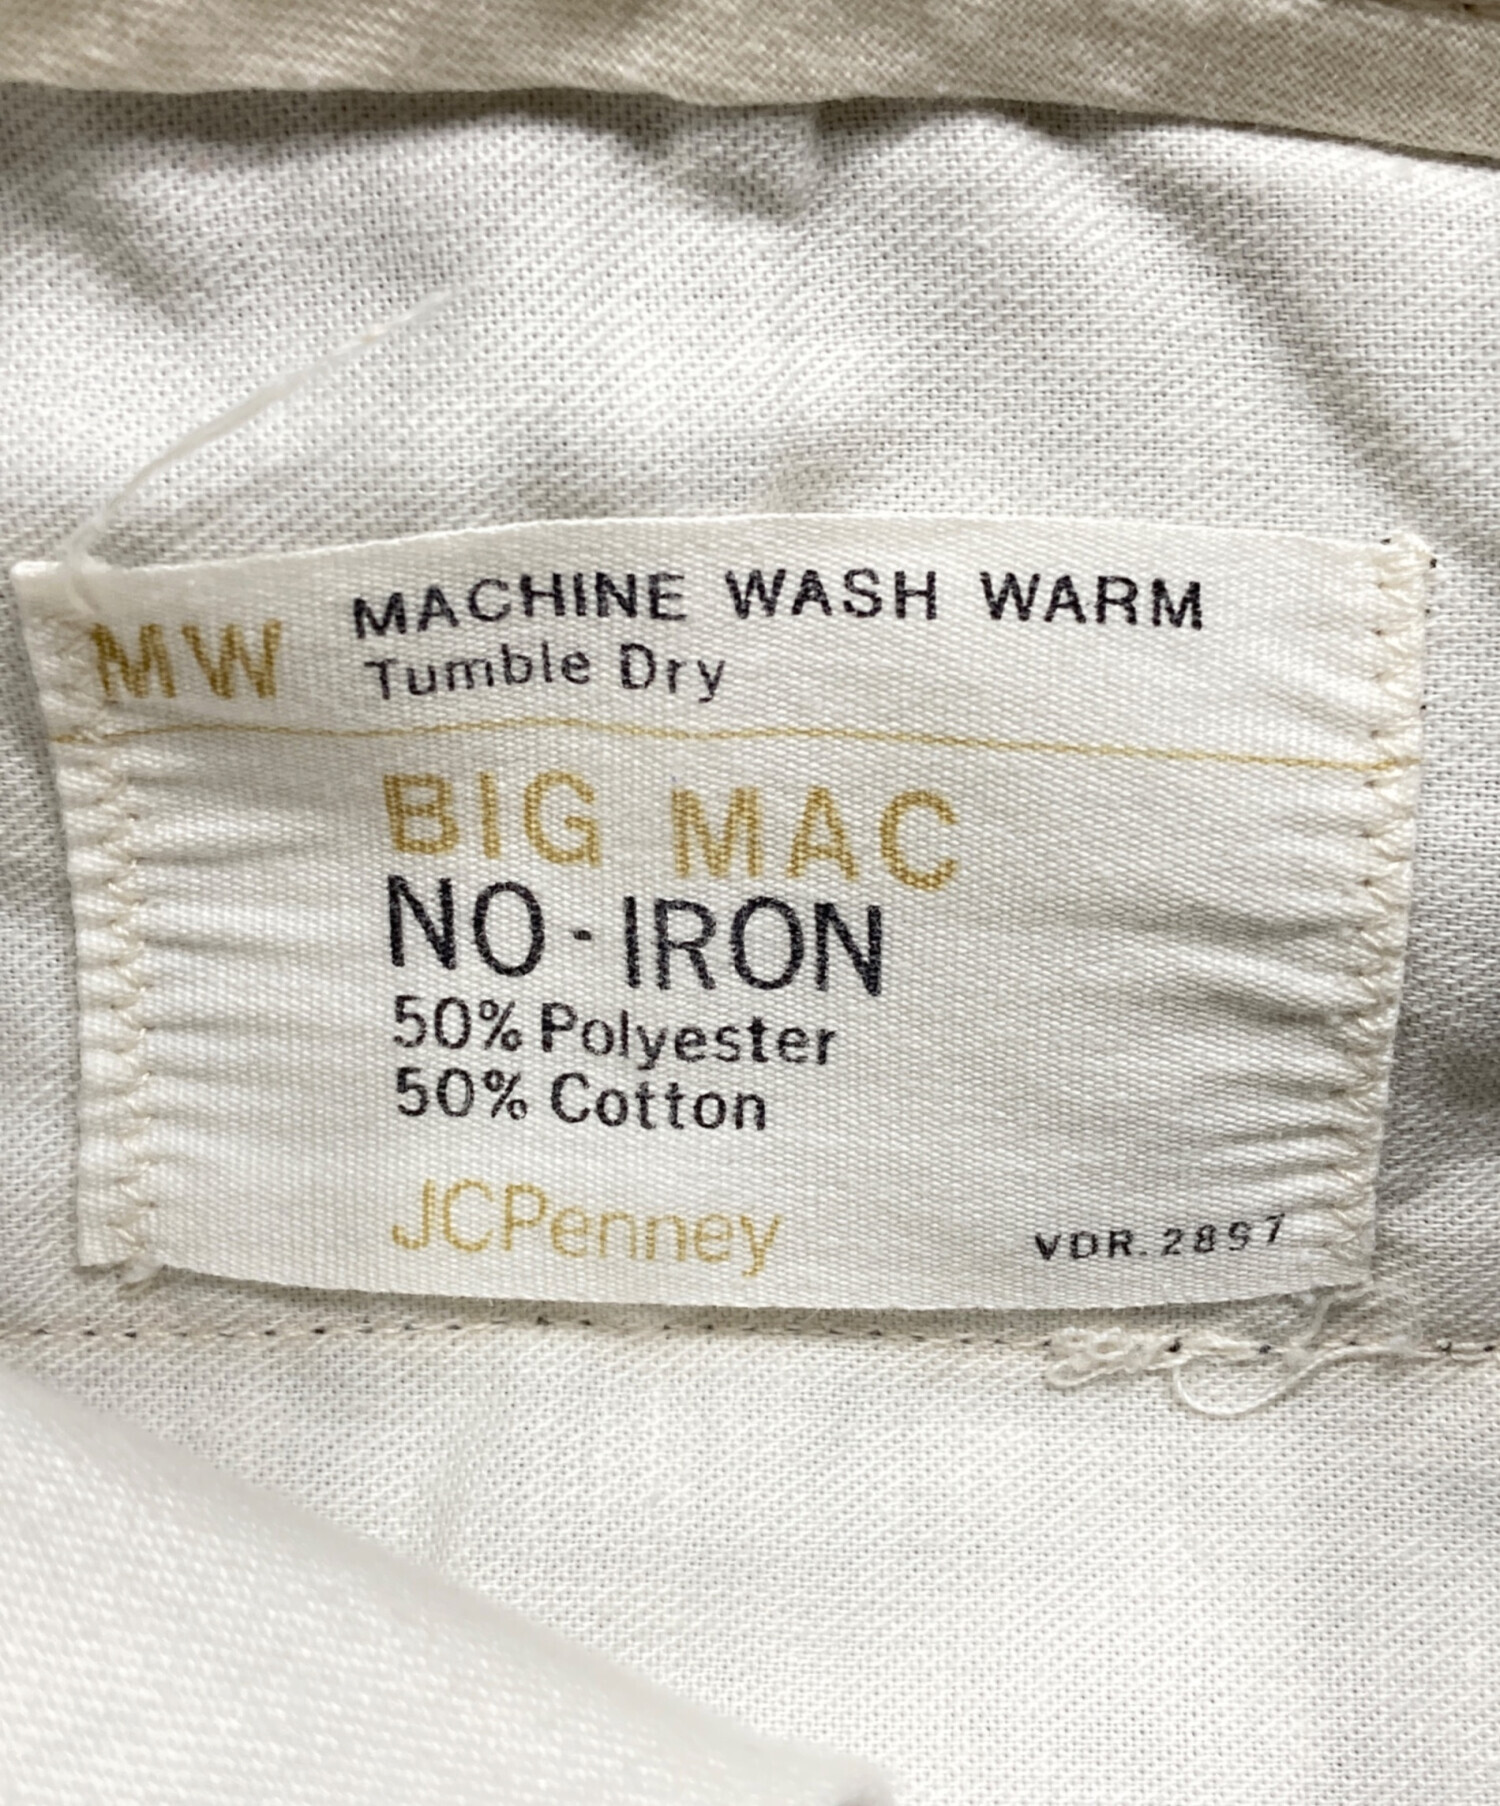 MW MACHINE WASH WARM
Tumble Dry
BIG MAC
NO-IRON
50% Polyester
50% Cotton
JCPenney
VDR. 2897